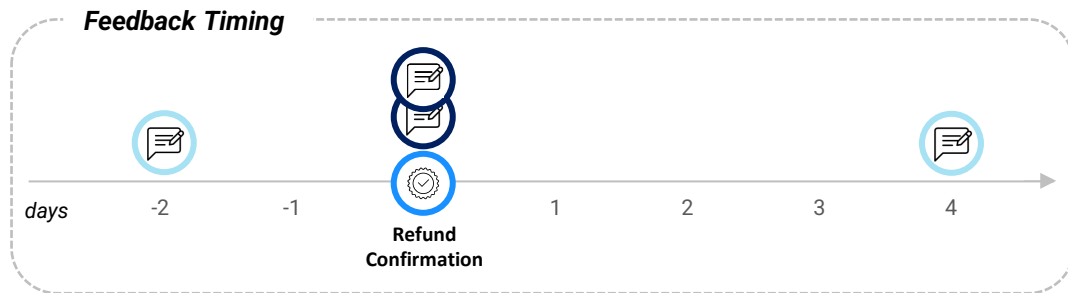 Feedback Timing
days -2 -1 1 2 3 4
Refund
Confirmation